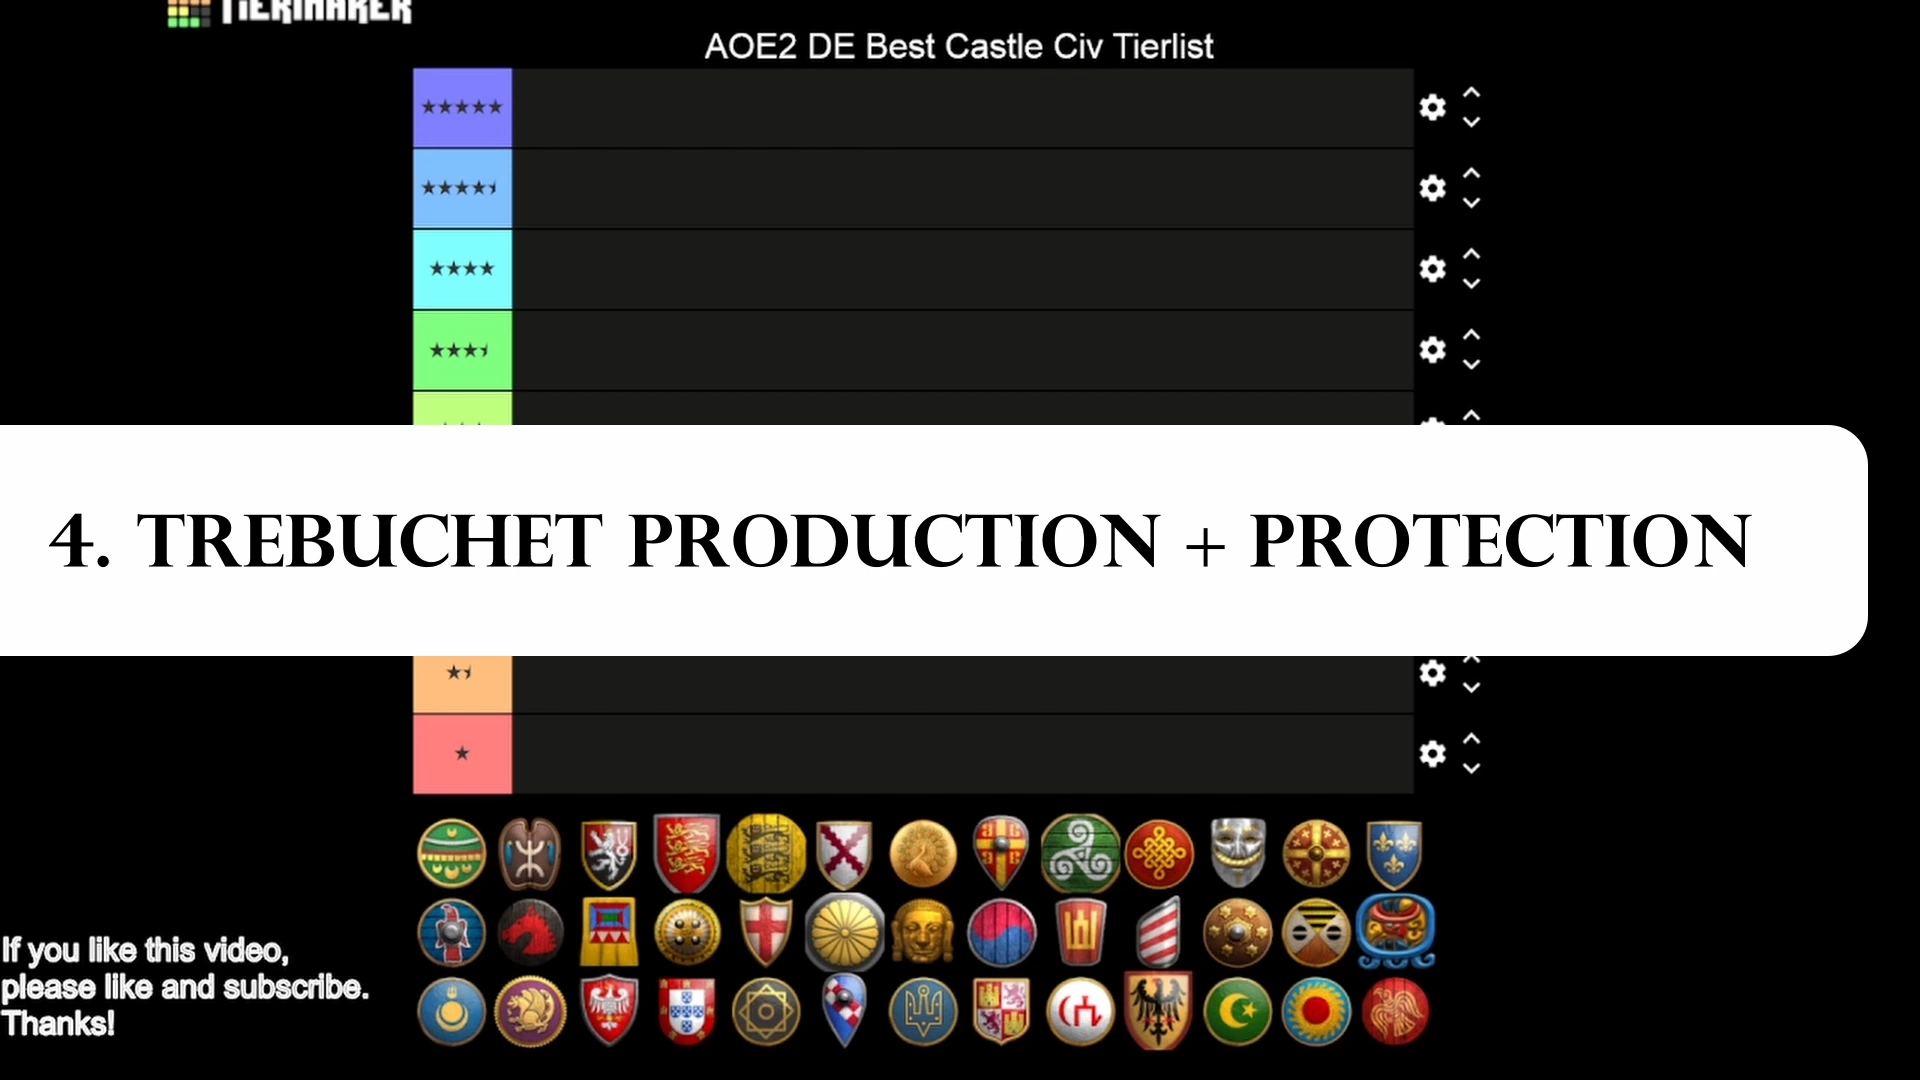 TIERMAKER
AOE2 DE Best Castle Civ Tierlist
4. TREBUCHET PRODUCTION + PROTECTION
If you like this video,
please like and subscribe.
Thanks!